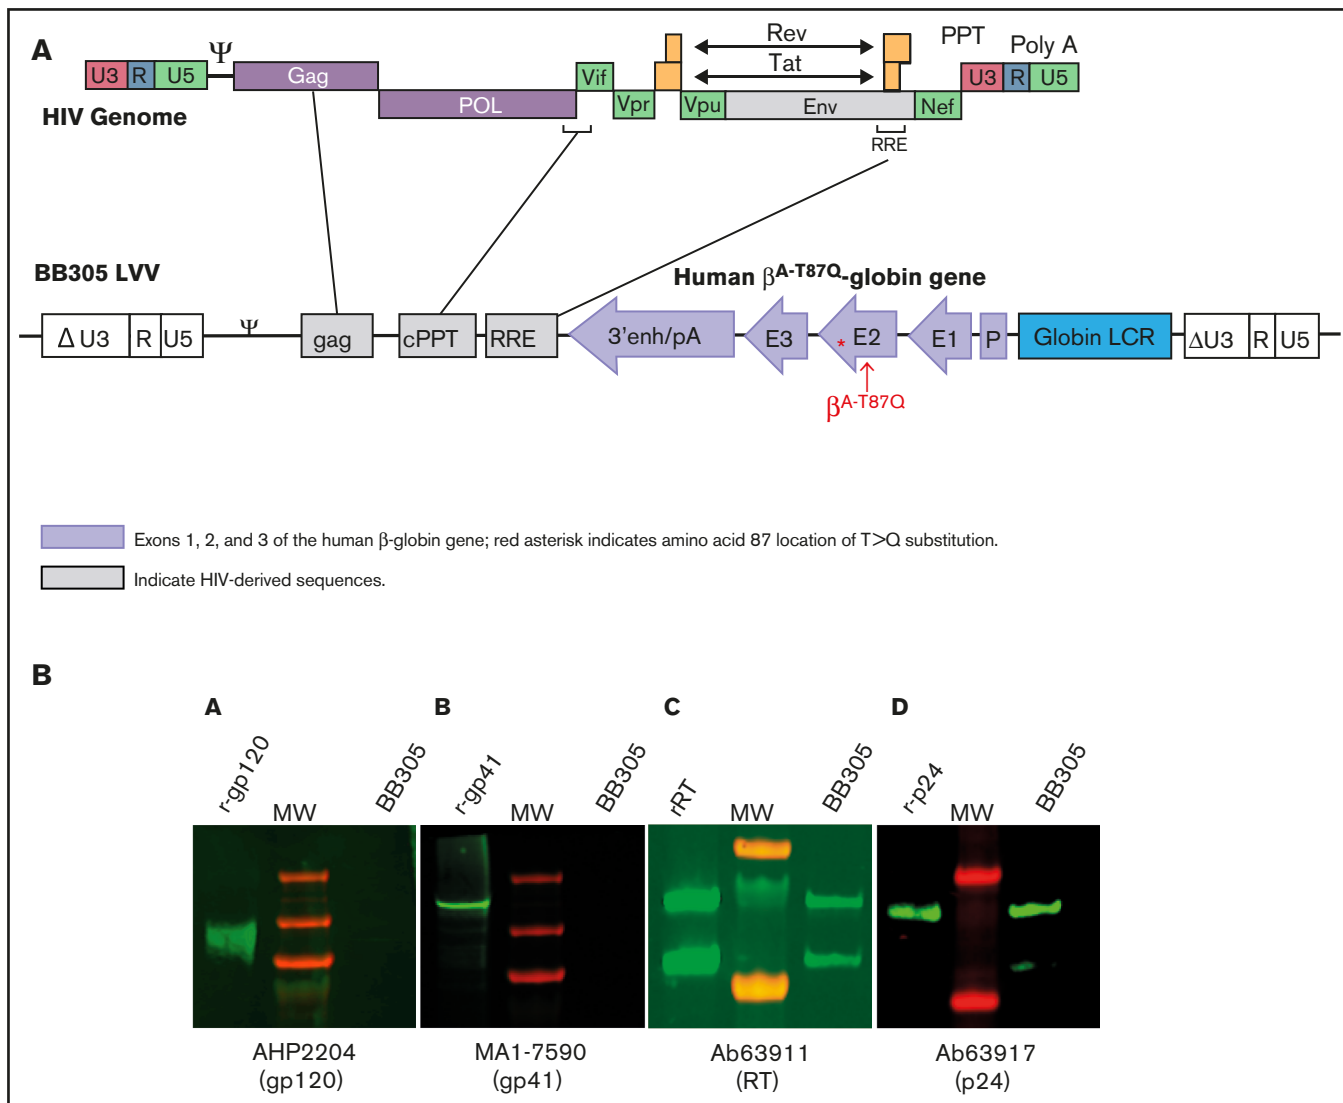 A
Ψ
Rev
PPT
Poly A
U3 R U5
Gag
Vif
Tat
U3 R U5
HIV Genome
POL
Vpr
Vpu
Env
Nef
RRE
BB305 LVV
Human βA-T87Q-globin gene
Δ U3 R U5
Ψ
gag
cPPT
RRE
3'enh/pA
E3
* E2
E1
P
Globin LCR
ΔU3 R U5
βA-T87Q
Exons 1, 2, and 3 of the human β-globin gene; red asterisk indicates amino acid 87 location of T>Q substitution.
Indicate HIV-derived sequences.
B
A
r-gp120
MW
BB305
AHP2204
(gp120)
B
r-gp41
MW
BB305
MA1-7590
(gp41)
C
rRT
MW
BB305
Ab63911
(RT)
D
r-p24
MW
BB305
Ab63917
(p24)